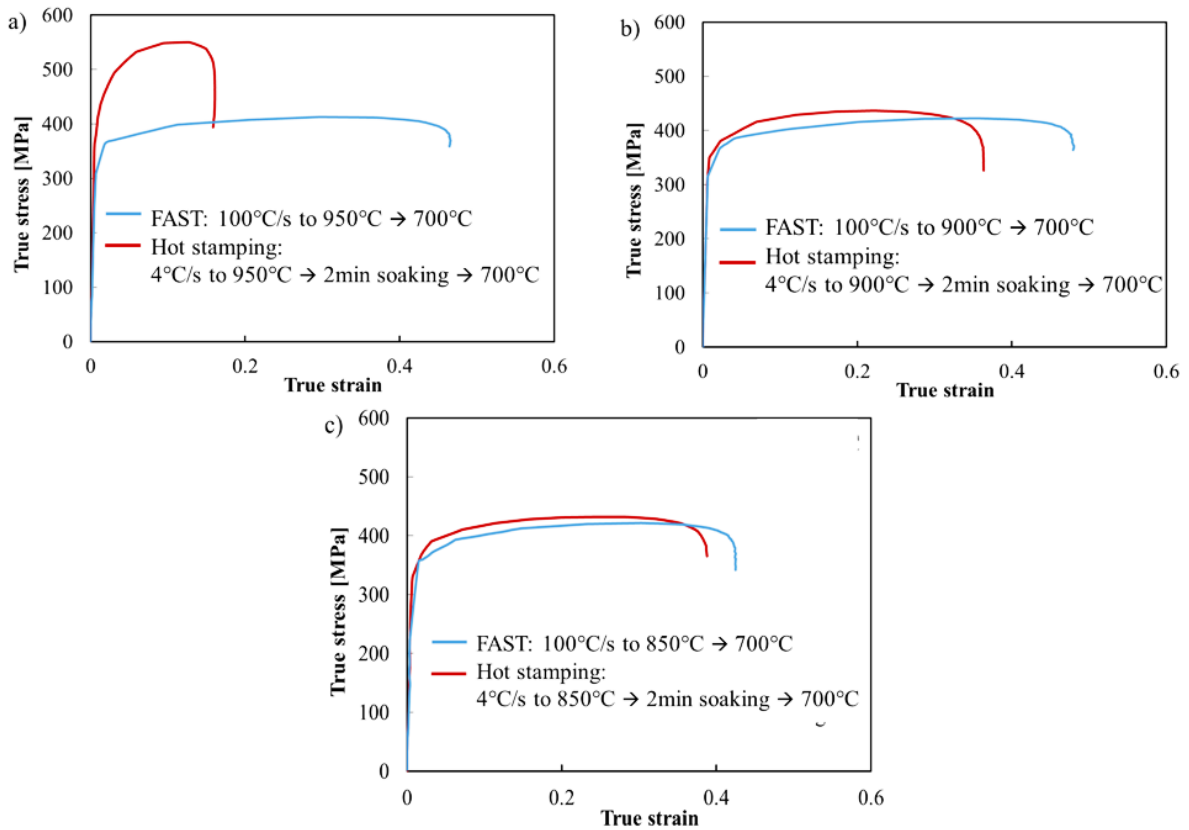 a)
600
500
400
300
200
100
0
True stress [MPa]
FAST: 100°C/s to 950°C → 700°C
Hot stamping:
4°C/s to 950°C → 2min soaking → 700°C
0
0.2
0.4
0.6
True strain
b)
600
500
400
300
200
100
0
True stress [MPa]
FAST: 100°C/s to 900°C → 700°C
Hot stamping:
4°C/s to 900°C → 2min soaking → 700°C
0
0.2
0.4
0.6
True strain
c)
600
500
400
300
200
100
0
True stress [MPa]
FAST: 100°C/s to 850°C → 700°C
Hot stamping:
4°C/s to 850°C → 2min soaking → 700°C
0
0.2
0.4
0.6
True strain